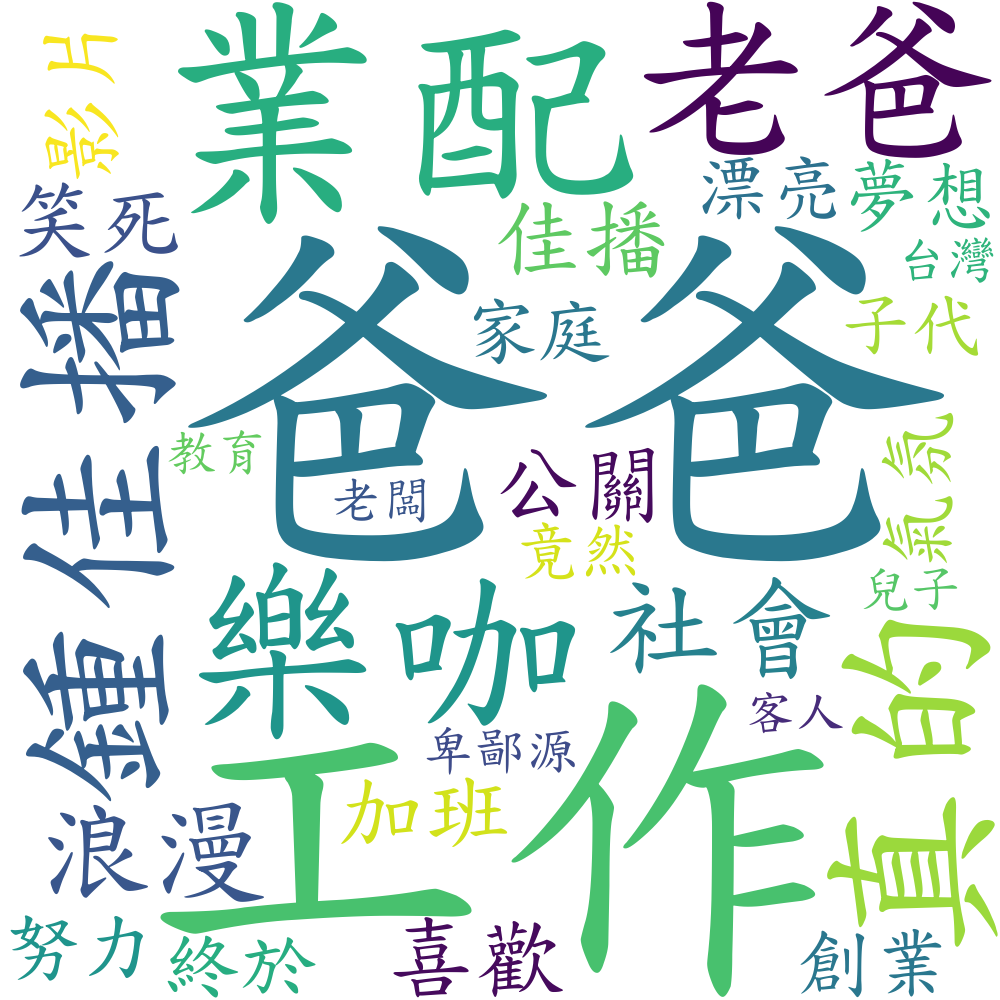 影片
業配
老爸
笑死
佳播
漂亮
夢想
台灣
爸爸
家庭
子代
鍾佳播
教育
老闆
公關
氣氛
竟然
兒子
樂咖
社會
真的
客人
卑鄙源
工作
加班
浪漫
努力
終於
喜歡
創業